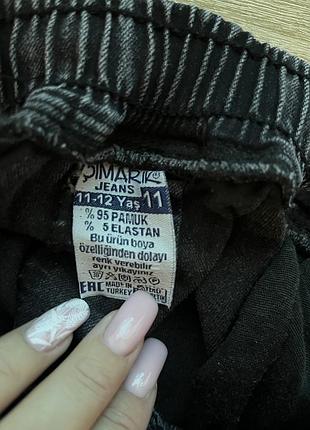 ŞIMARIK
JEANS
11-12 Yaş 11
% 95 PAMUK
% 5 ELASTAN
Bu ürün boya
özelliğinden dolayı
renk verebilir
ayrı yıkayınız
EAC MADE IN
TURKEY